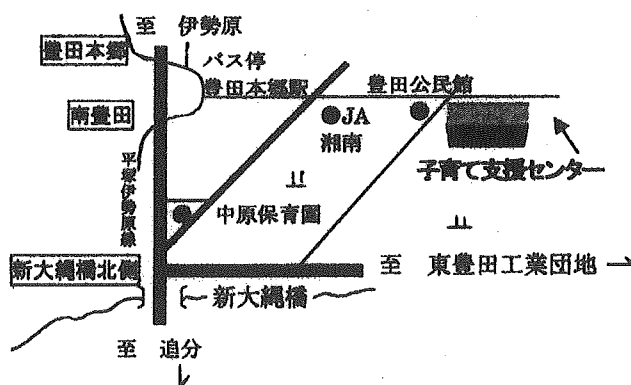 至 伊勢原
豊田本郷
バス停
豊田本郷駅
豊田公民館
南豊田
JA
湘南
子育て支援センター
平塚伊勢原線
中原保育園
新大縄橋北側
至 東豊田工業団地
新大縄橋
至 追分